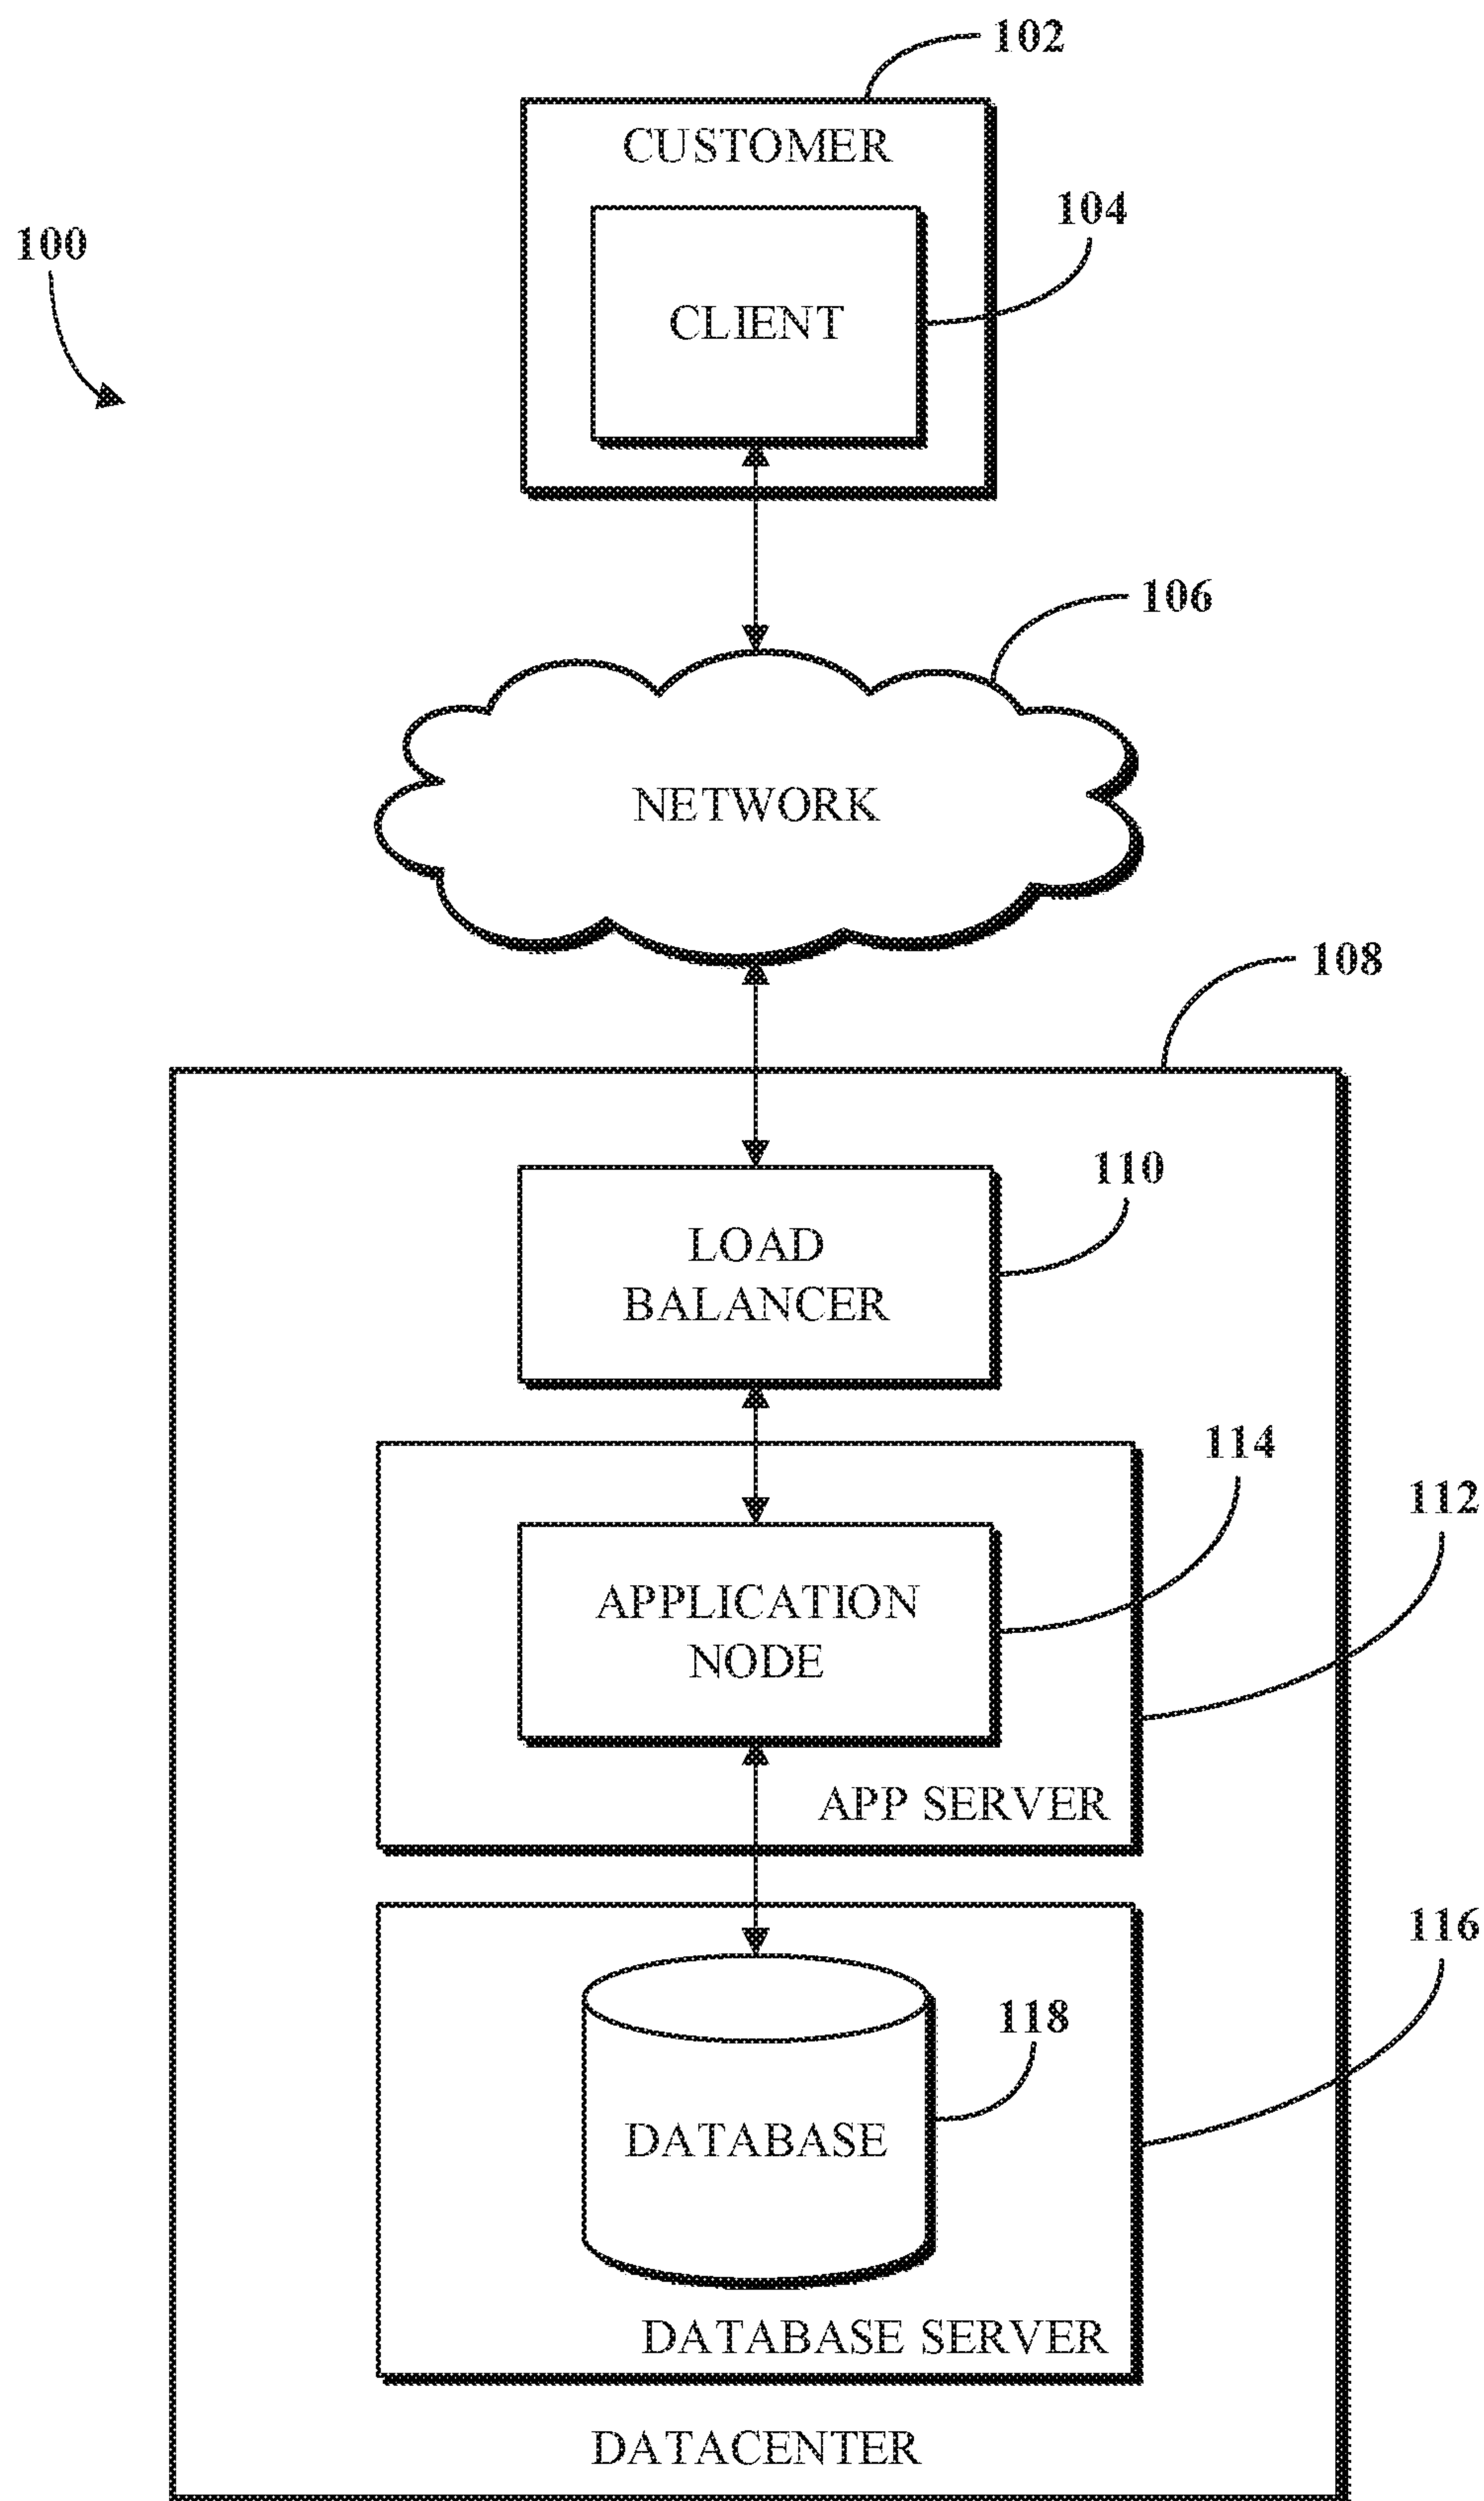 102
CUSTOMER
104
100
CLIENT
106
NETWORK
108
110
LOAD
BALANCER
114
112
APPLICATION
NODE
APP SERVER
116
118
DATABASE
DATABASE SERVER
DATACENTER